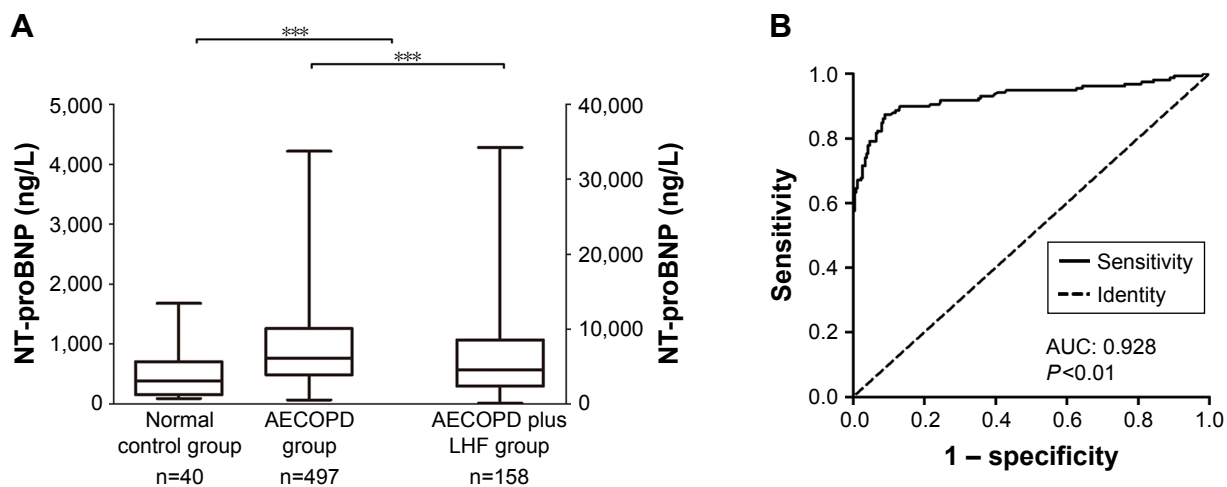 A
***
***
NT-proBNP (ng/L)
5,000
4,000
3,000
2,000
1,000
0
40,000
30,000
20,000
10,000
0
NT-proBNP (ng/L)
Normal
control group
n=40
AECOPD
group
n=497
AECOPD plus
LHF group
n=158
B
Sensitivity
1.0
0.8
0.6
0.4
0.2
0.0
0.0 0.2 0.4 0.6 0.8 1.0
1 – specificity
Sensitivity
Identity
AUC: 0.928
P<0.01